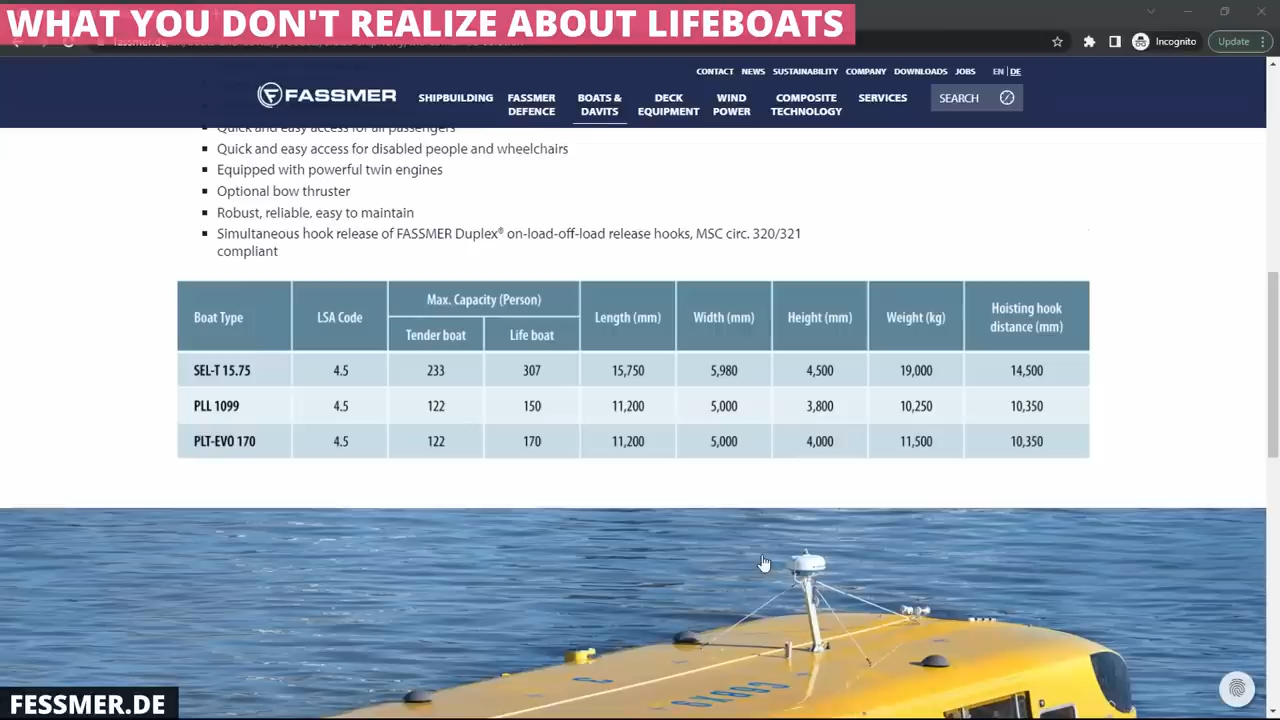 WHAT YOU DON'T REALIZE ABOUT LIFEBOATS
Incognito
Update
CONTACT NEWS SUSTAINABILITY COMPANY DOWNLOADS JOBS EN | DE
FASSMER
SHIPBUILDING
FASSMER DEFENCE
BOATS & DAVITS
DECK EQUIPMENT
WIND POWER
COMPOSITE TECHNOLOGY
SERVICES
SEARCH
Quick and easy access for all passengers
Quick and easy access for disabled people and wheelchairs
Equipped with powerful twin engines
Optional bow thruster
Robust, reliable, easy to maintain
Simultaneous hook release of FASSMER Duplex® on-load-off-load release hooks, MSC circ. 320/321
compliant
Boat Type LSA Code Max. Capacity (Person) Length (mm) Width (mm) Height (mm) Weight (kg) Hoisting hook distance (mm)
Tender boat Life boat
SEL-T 15.75 4.5 233 307 15,750 5,980 4,500 19,000 14,500
PLL 1099 4.5 122 150 11,200 5,000 3,800 10,250 10,350
PLT-EVO 170 4.5 122 170 11,200 5,000 4,000 11,500 10,350
FESSMER.DE